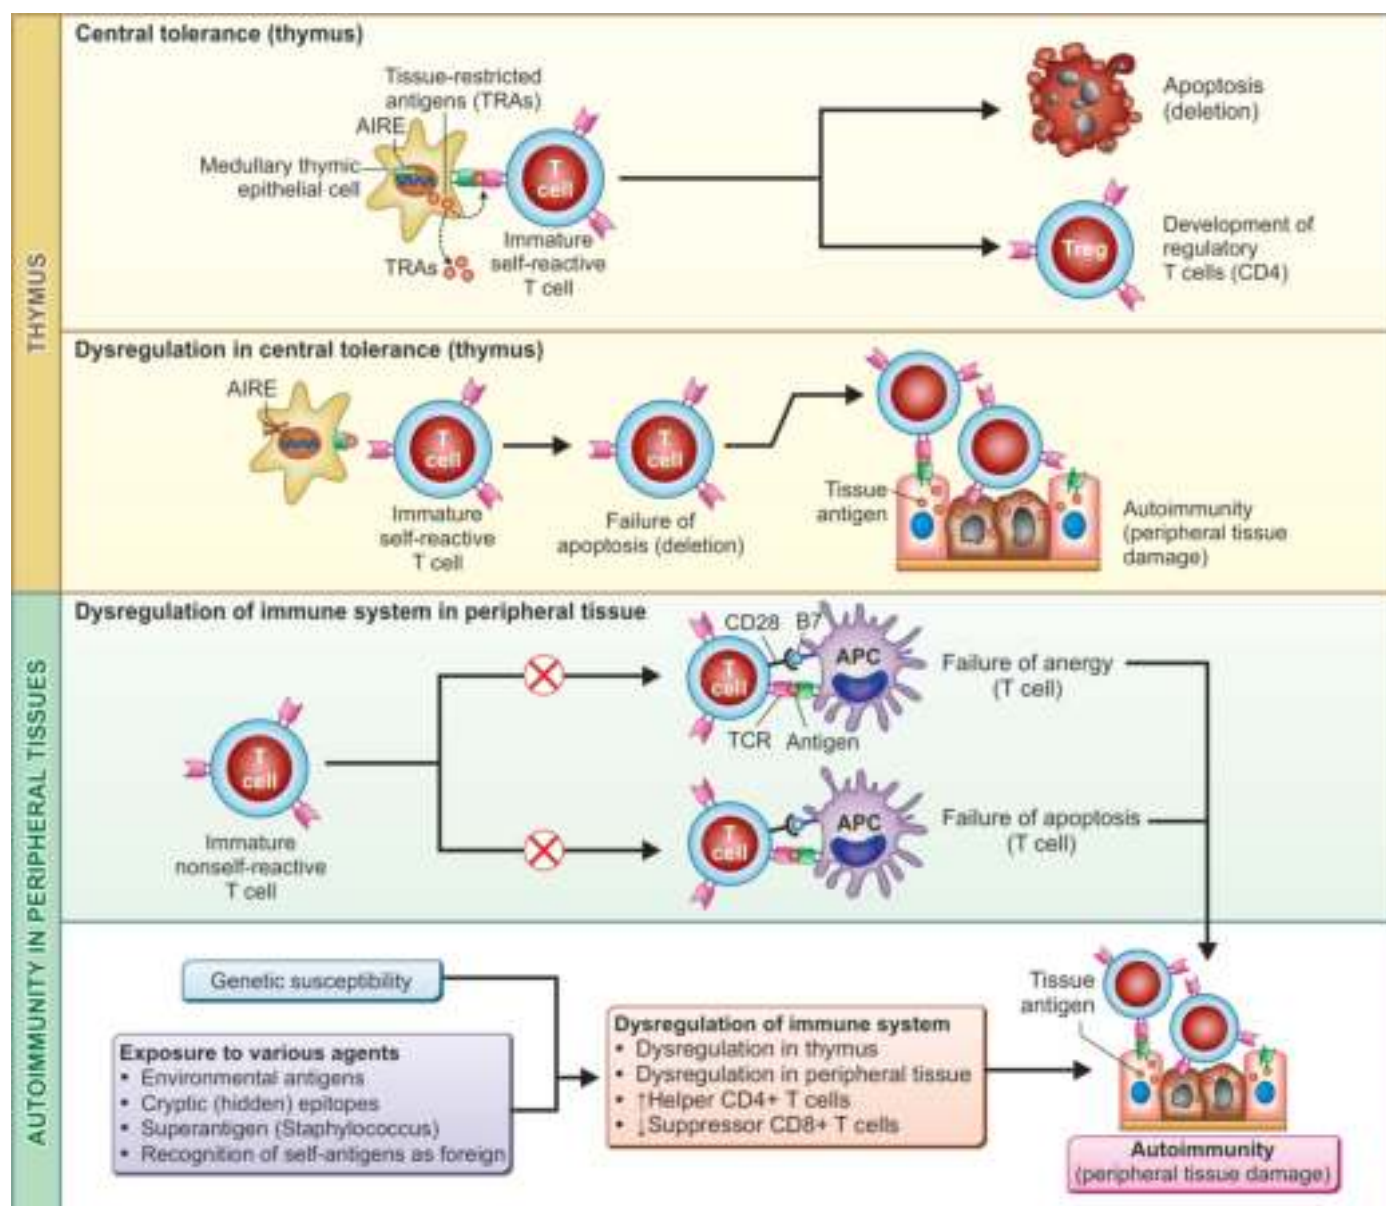 THYMUS
Central tolerance (thymus)
Tissue-restricted
antigens (TRAs)
AIRE
Medullary thymic
epithelial cell
T
cell
TRAs
Immature
self-reactive
T cell
Apoptosis
(deletion)
Treg
Development of
regulatory
T cells (CD4)
Dysregulation in central tolerance (thymus)
AIRE
T
cell
Immature
self-reactive
T cell
T
cell
Failure of
apoptosis (deletion)
Tissue
antigen
Autoimmunity
(peripheral tissue
damage)
AUTOIMMUNITY IN PERIPHERAL TISSUES
Dysregulation of immune system in peripheral tissue
T
cell
Immature
nonself-reactive
T cell
CD28
B7
T
cell
APC
TCR
Antigen
Failure of anergy
(T cell)
T
cell
APC
Failure of apoptosis
(T cell)
Genetic susceptibility
Exposure to various agents
• Environmental antigens
• Cryptic (hidden) epitopes
• Superantigen (Staphylococcus)
• Recognition of self-antigens as foreign
Dysregulation of immune system
• Dysregulation in thymus
• Dysregulation in peripheral tissue
• ↑Helper CD4+ T cells
• ↓Suppressor CD8+ T cells
Tissue
antigen
Autoimmunity
(peripheral tissue damage)